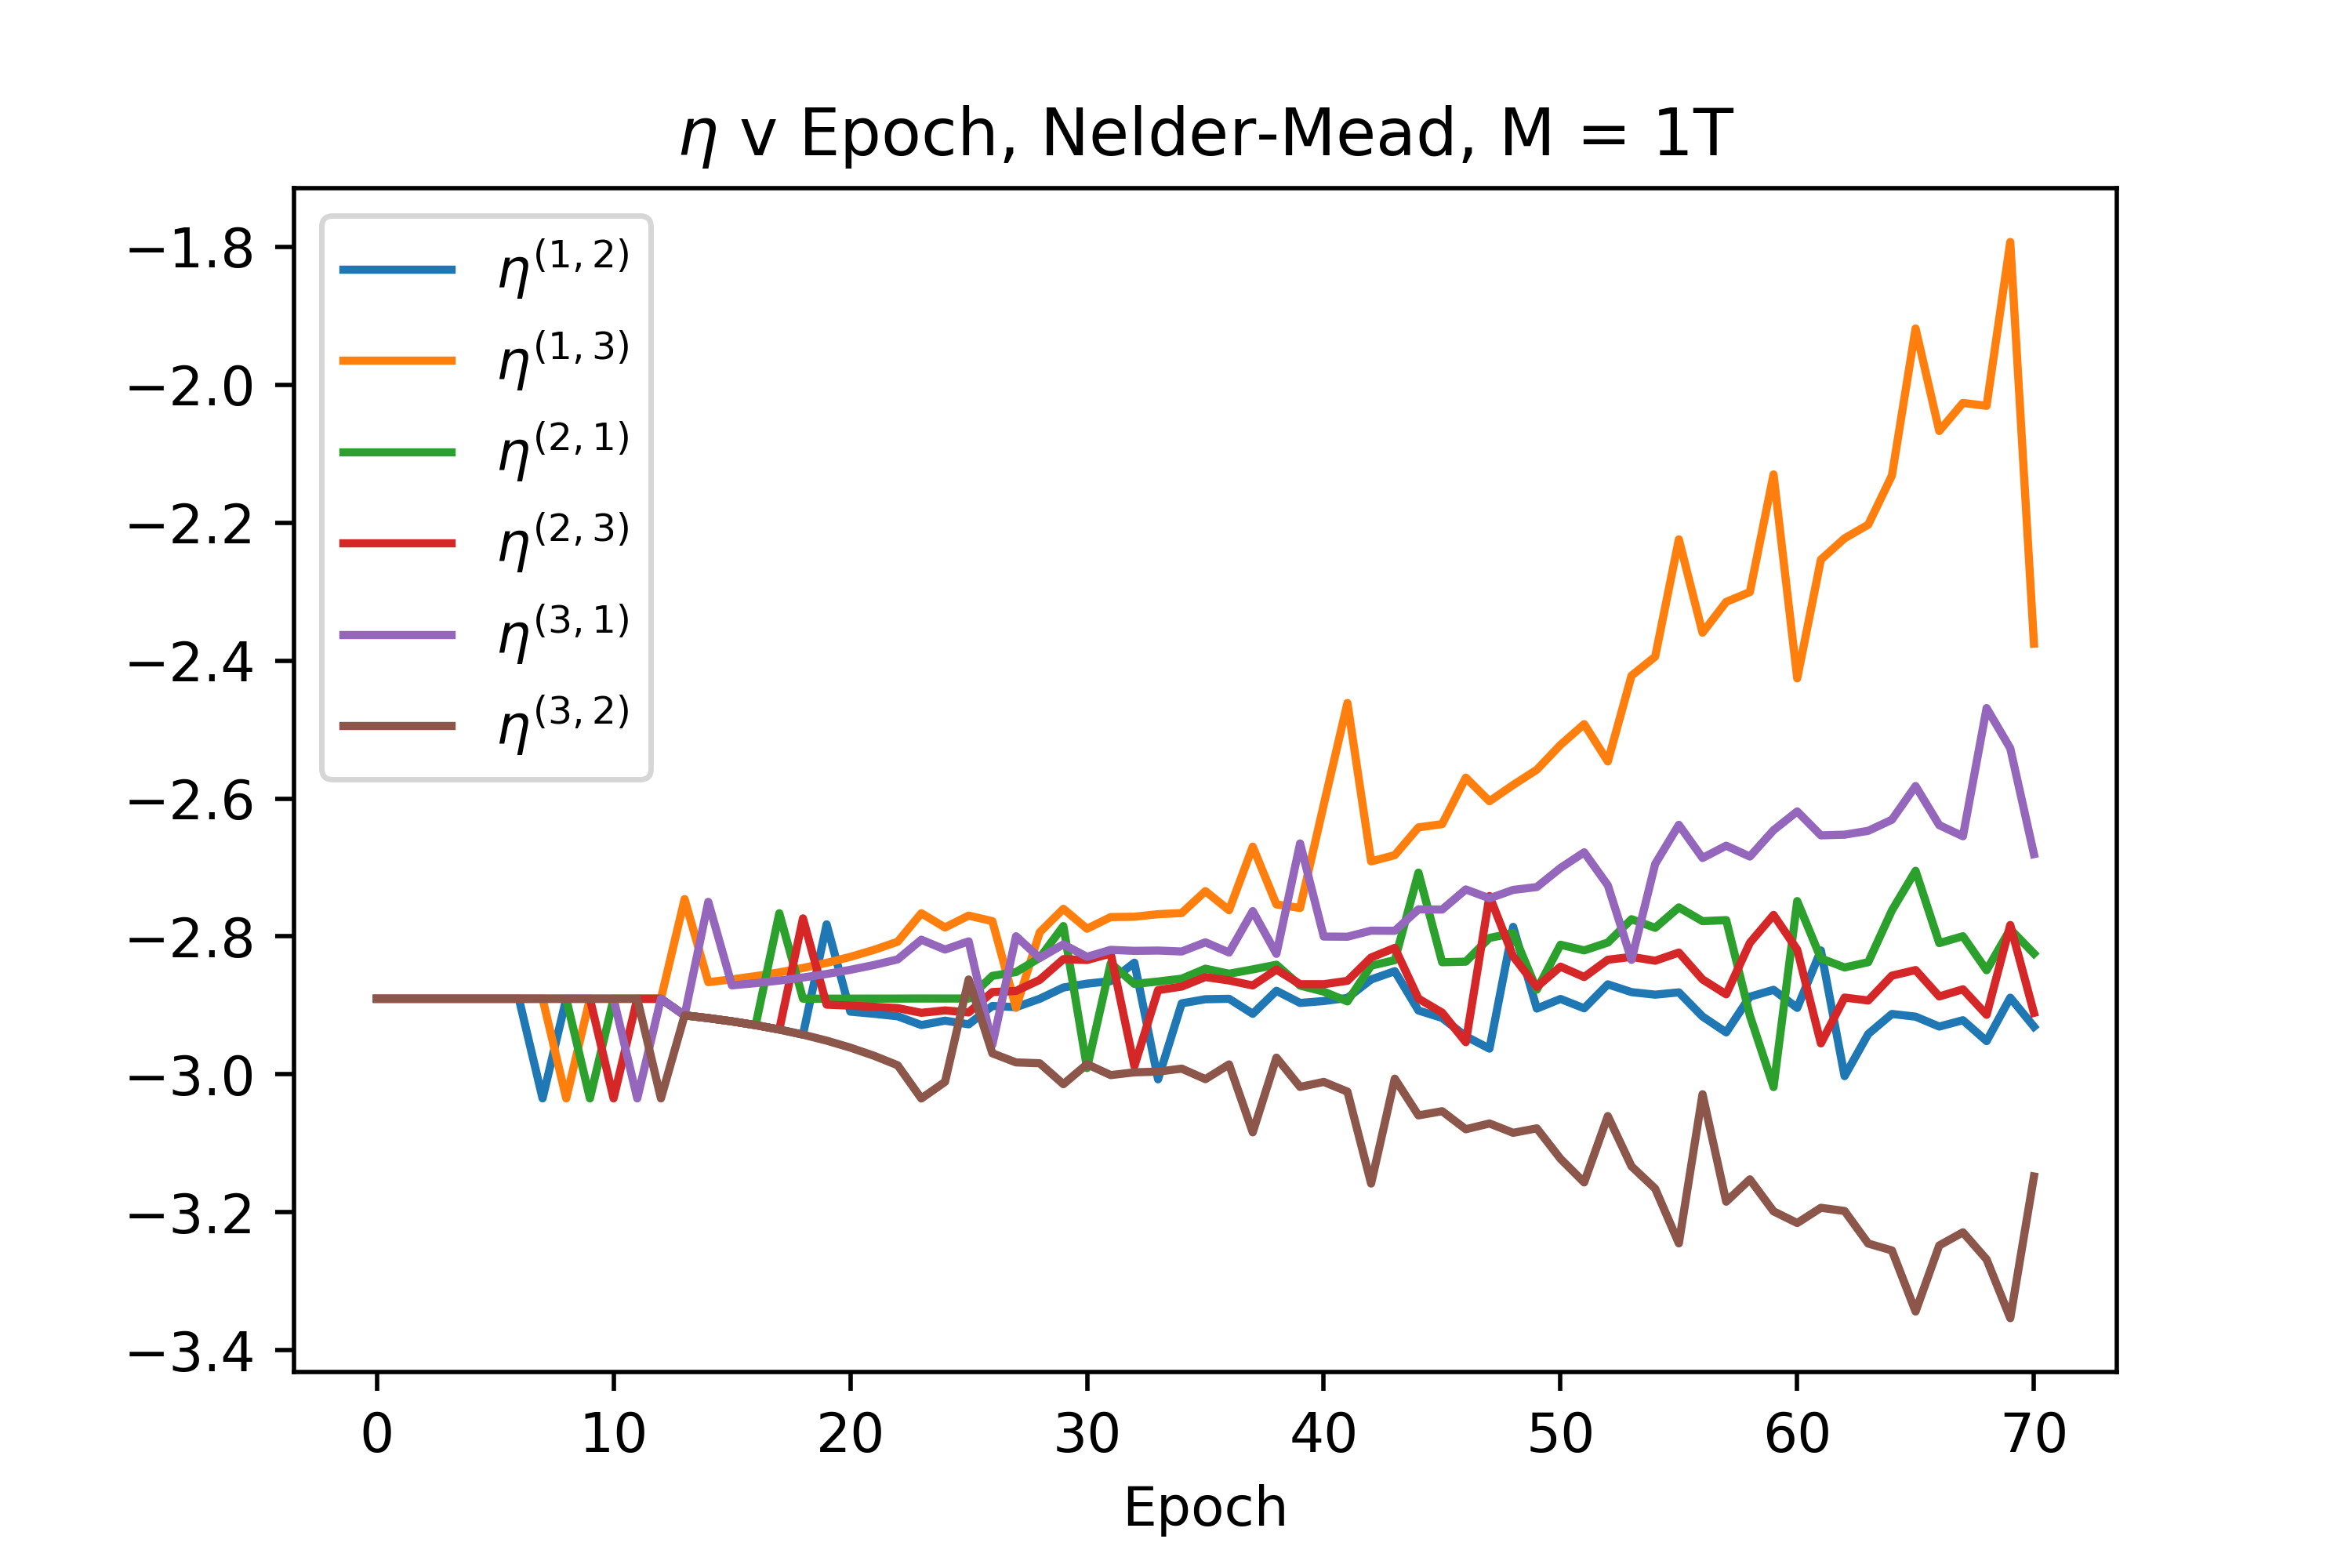 η v Epoch, Nelder-Mead, M = 1T
−1.8
−2.0
−2.2
−2.4
−2.6
−2.8
−3.0
−3.2
−3.4
η^(1, 2)
η^(1, 3)
η^(2, 1)
η^(2, 3)
η^(3, 1)
η^(3, 2)
0 10 20 30 40 50 60 70
Epoch